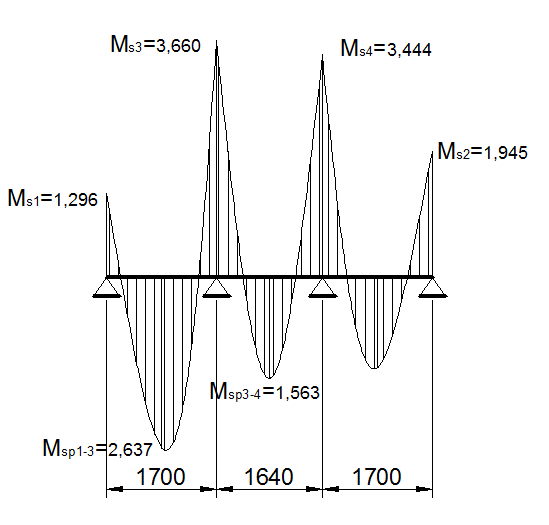 Ms3=3,660
Ms4=3,444
Ms2=1,945
Ms1=1,296
Msp3-4=1,563
Msp1-3=2,637
1700 1640 1700